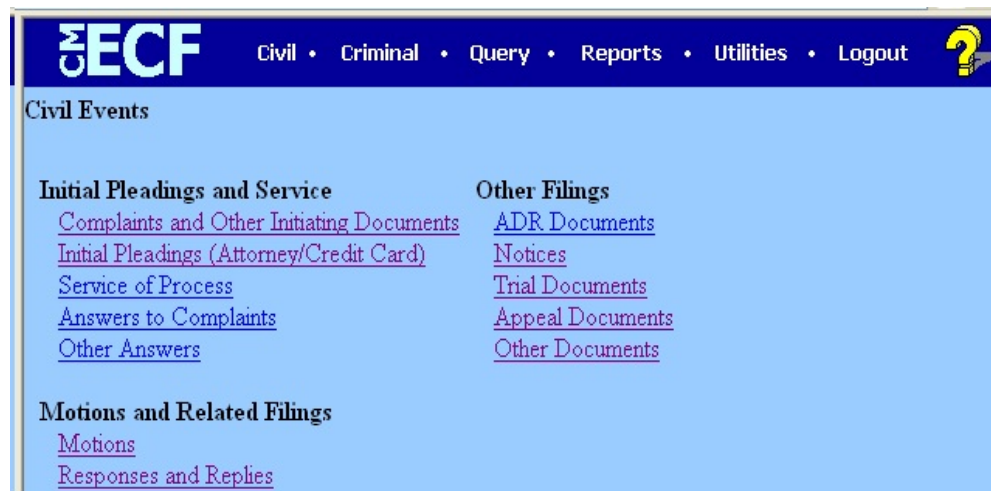 CM ECF Civil • Criminal • Query • Reports • Utilities • Logout ?
Civil Events
Initial Pleadings and Service
Complaints and Other Initiating Documents
Initial Pleadings (Attorney/Credit Card)
Service of Process
Answers to Complaints
Other Answers
Other Filings
ADR Documents
Notices
Trial Documents
Appeal Documents
Other Documents
Motions and Related Filings
Motions
Responses and Replies